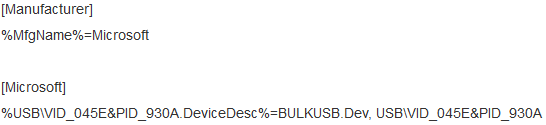 [Manufacturer]
%MfgName%=Microsoft
[Microsoft]
%USB\VID_045E&PID_930A.DeviceDesc%=BULKUSB.Dev, USB\VID_045E&PID_930A